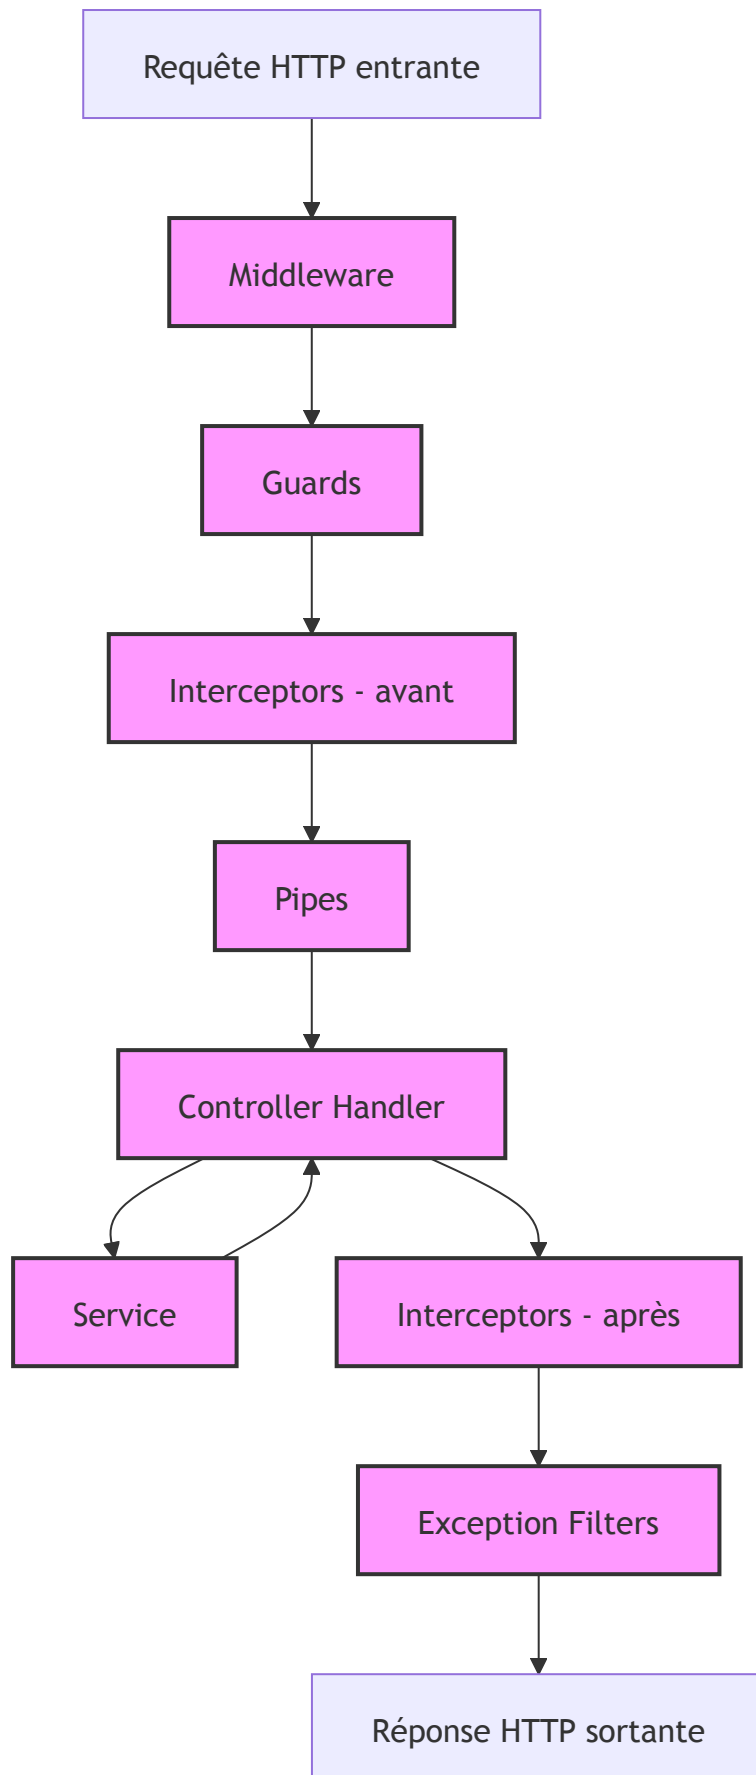 Requête HTTP entrante
Middleware
Guards
Interceptors - avant
Pipes
Controller Handler
Service
Interceptors - après
Exception Filters
Réponse HTTP sortante